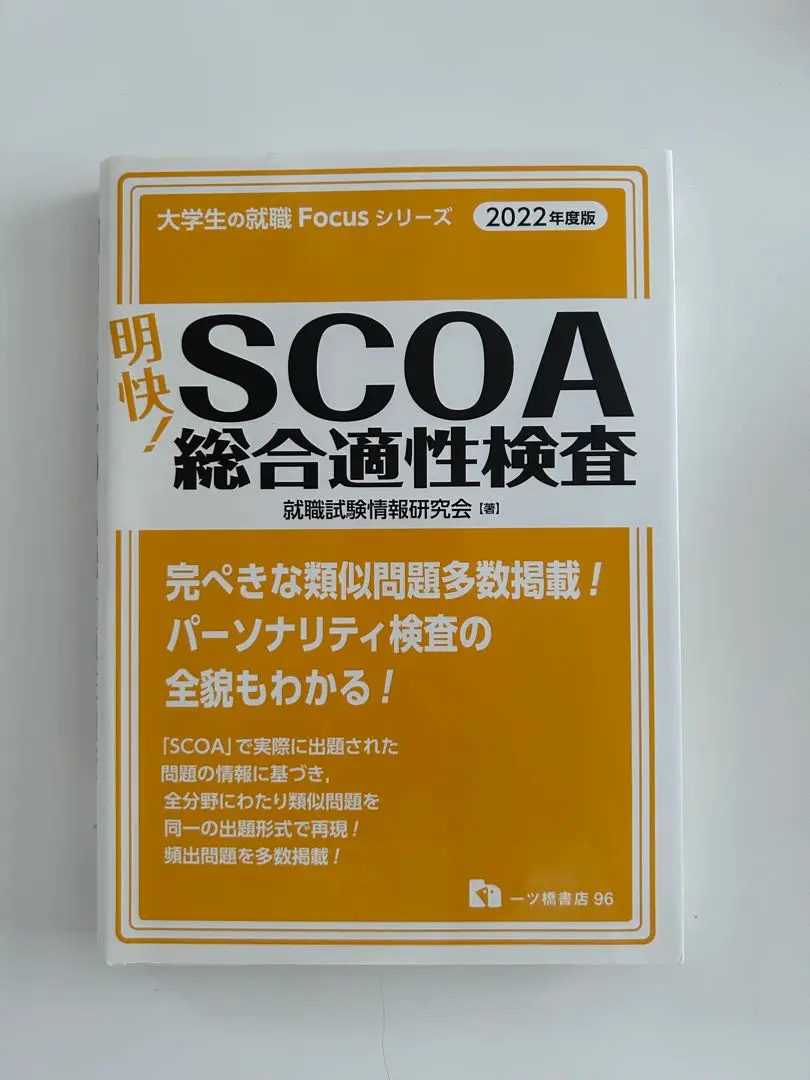 大学生の就職 Focus シリーズ 2022年度版
明快!
SCOA
総合適性検査
就職試験情報研究会【著】
完ぺきな類似問題多数掲載!
パーソナリティ検査の
全貌もわかる!
「SCOA」で実際に出題された
問題の情報に基づき,
全分野にわたり類似問題を
同一の出題形式で再現!
頻出問題を多数掲載!
一ツ橋書店 96